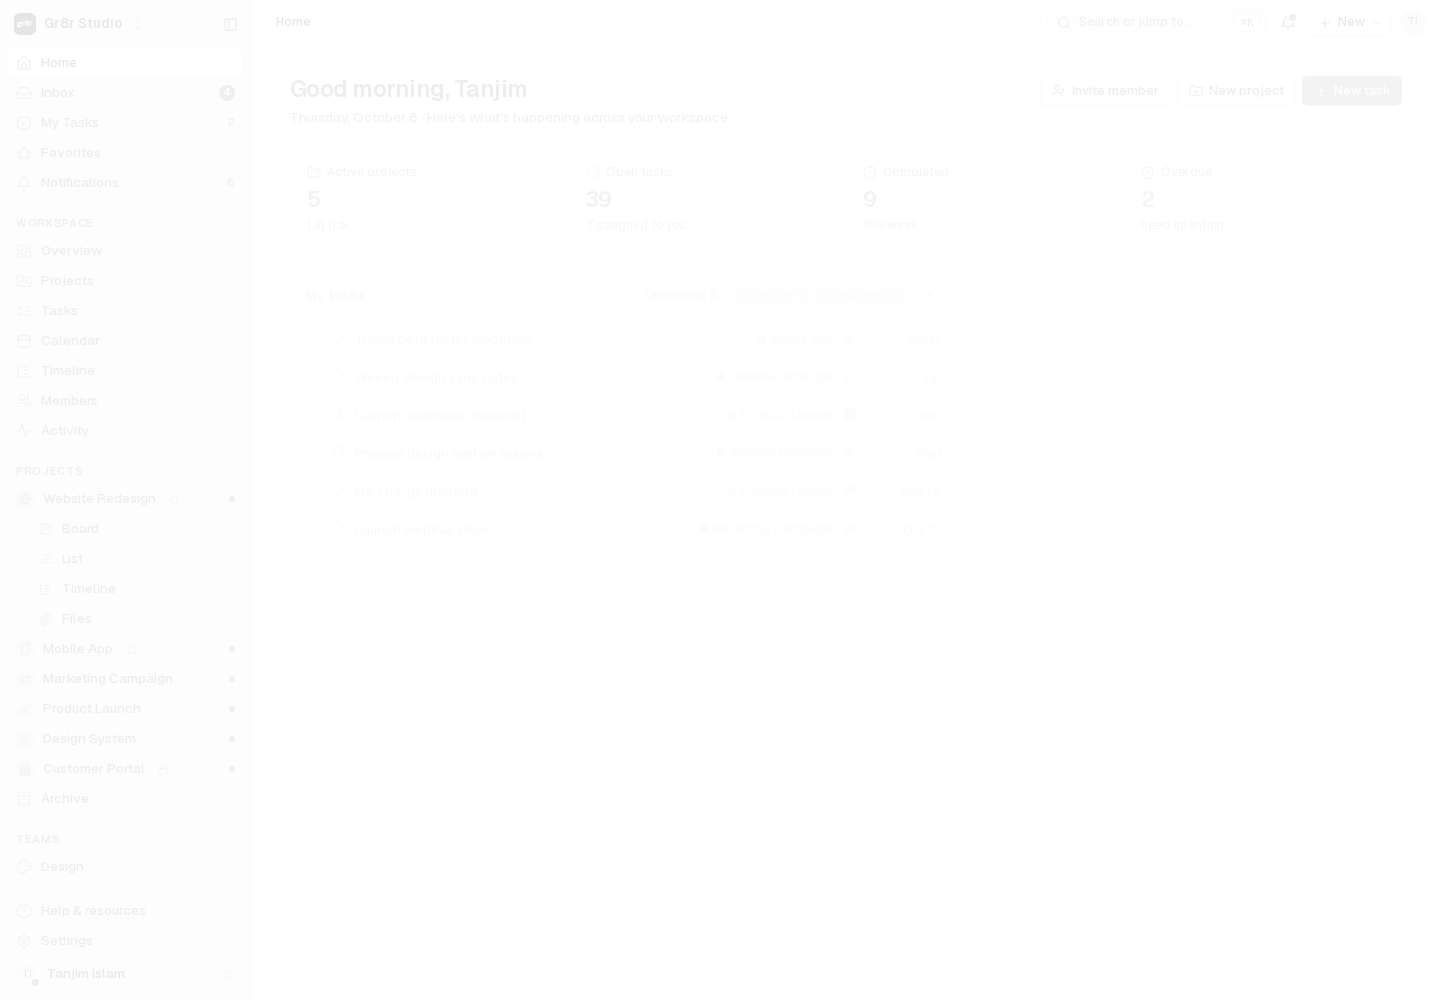 Gr8r Studio
Home
Search or jump to...
⌘K
New
TI
Home
Inbox
4
My Tasks
2
Favorites
Notifications
6
WORKSPACE
Overview
Projects
Tasks
Calendar
Timeline
Members
Activity
PROJECTS
Website Redesign
Board
List
Timeline
Files
Mobile App
Marketing Campaign
Product Launch
Design System
Customer Portal
Archive
TEAMS
Design
Help & resources
Settings
TI
Tanjim Islam
Good morning, Tanjim
Thursday, October 8 · Here's what's happening across your workspace.
Invite member
New project
New task
Active projects
5
1 at risk
Open tasks
39
7 assigned to you
Completed
9
this week
Overdue
2
need attention
My tasks
Upcoming
Triage beta tester feedback
Mobile App
Weekly design sync notes
Website Redesign
Launch readiness checklist
Product Launch
Prepare design system tokens
Website Redesign
Wed
Go / no-go meeting
Product Launch
Launch webinar deck
Marketing Campaign